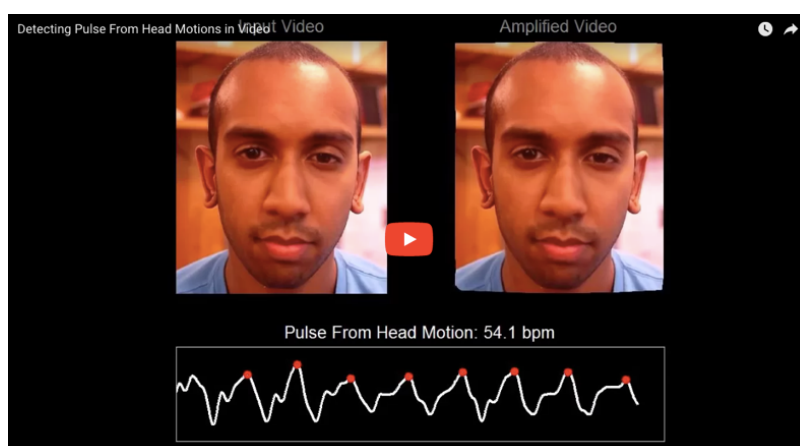 Detecting Pulse From Head Motions in Video
Input Video
Amplified Video
Pulse From Head Motion: 54.1 bpm